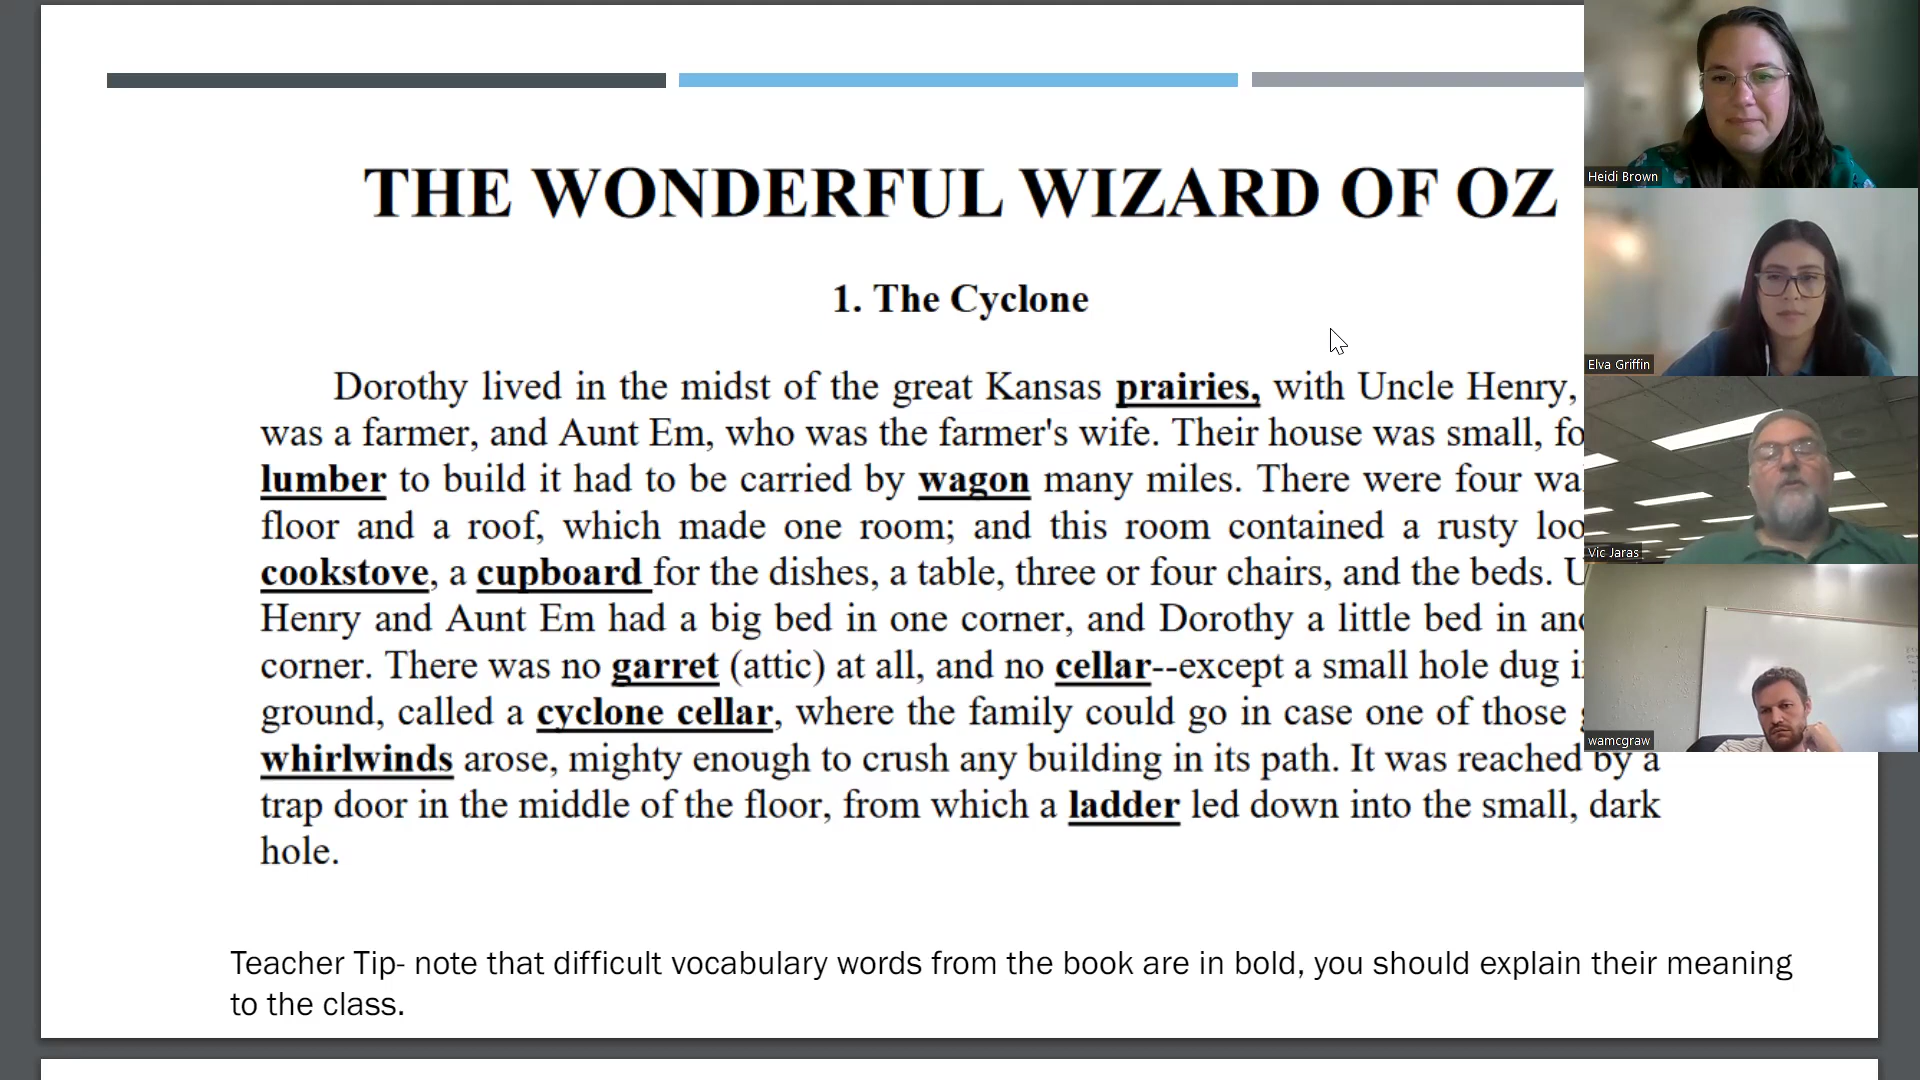 THE WONDERFUL WIZARD OF OZ
1. The Cyclone
Dorothy lived in the midst of the great Kansas prairies, with Uncle Henry,
was a farmer, and Aunt Em, who was the farmer's wife. Their house was small, fo
lumber to build it had to be carried by wagon many miles. There were four wa
floor and a roof, which made one room; and this room contained a rusty loo
cookstove, a cupboard for the dishes, a table, three or four chairs, and the beds. U
Henry and Aunt Em had a big bed in one corner, and Dorothy a little bed in
corner. There was no garret (attic) at all, and no cellar--except a small hole dug
ground, called a cyclone cellar, where the family could go in case one of those
whirlwinds arose, mighty enough to crush any building in its path. It was reached by a
trap door in the middle of the floor, from which a ladder led down into the small, dark
hole.
Teacher Tip- note that difficult vocabulary words from the book are in bold, you should explain their meaning
to the class.
Heidi Brown
Elva Griffin
Vic Jaras
wamcgraw